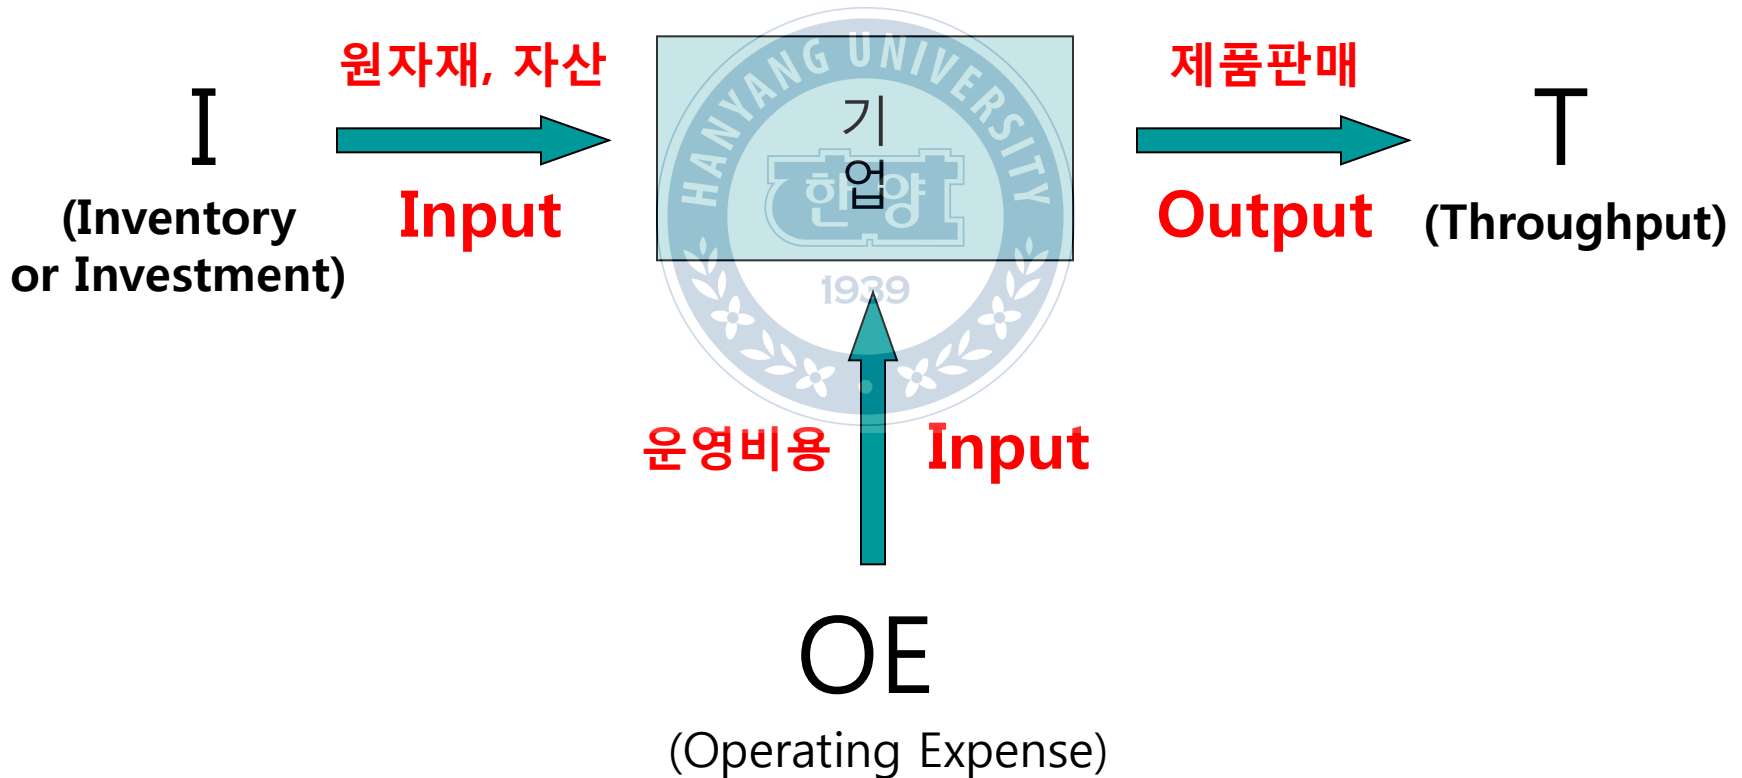 원자재, 자산
I
(Inventory
or Investment)
Input
HANYANG UNIVERSITY
기
업
한양
1939
제품판매
Output
T
(Throughput)
운영비용
Input
OE
(Operating Expense)